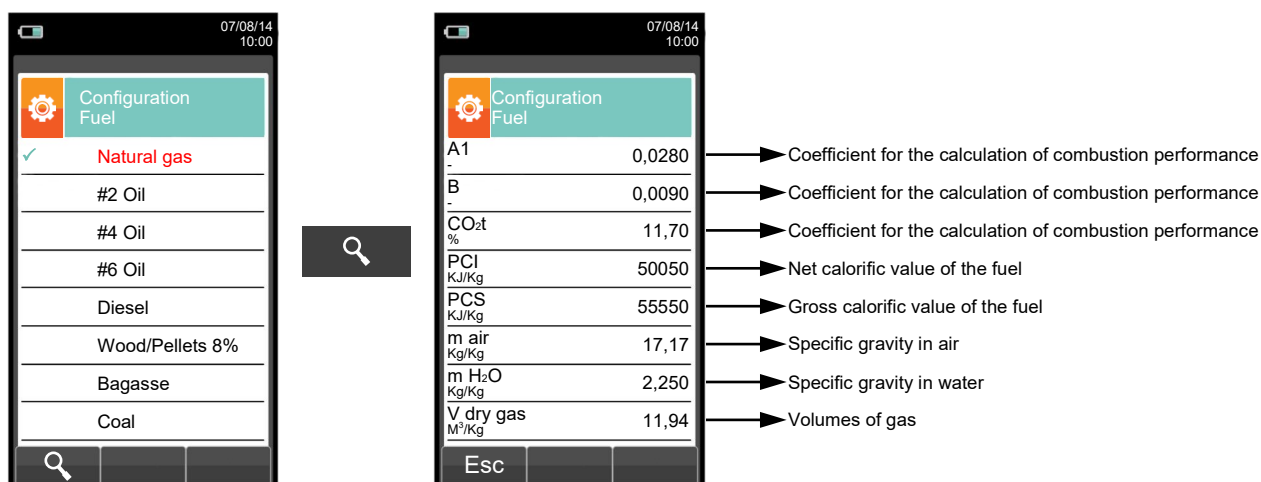 07/08/14
10:00
Configuration
Fuel
✓ Natural gas
#2 Oil
#4 Oil
#6 Oil
Diesel
Wood/Pellets 8%
Bagasse
Coal
07/08/14
10:00
Configuration
Fuel
A1
-
0,0280
Coefficient for the calculation of combustion performance
B
-
0,0090
Coefficient for the calculation of combustion performance
CO₂t
%
11,70
Coefficient for the calculation of combustion performance
PCI
KJ/Kg
50050
Net calorific value of the fuel
PCS
KJ/Kg
55550
Gross calorific value of the fuel
m air
Kg/Kg
17,17
Specific gravity in air
m H₂O
Kg/Kg
2,250
Specific gravity in water
V dry gas
M³/Kg
11,94
Volumes of gas
Esc